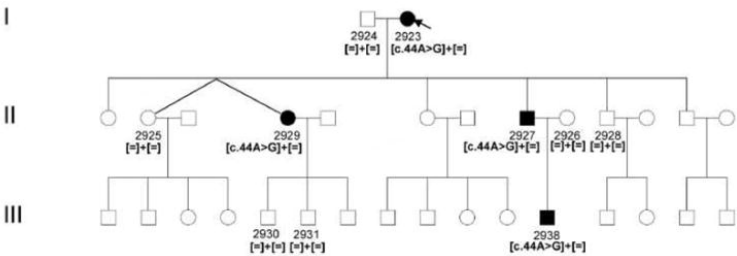 I
2924 2923
[=]+[=] [c.44A>G]+[=]
II
2925 2929 2927 2926 2928
[=]+[=] [c.44A>G]+[=] [c.44A>G]+[=] [=]+[=] [=]+[=]
III
2930 2931 2938
[=]+[=] [=]+[=] [c.44A>G]+[=]